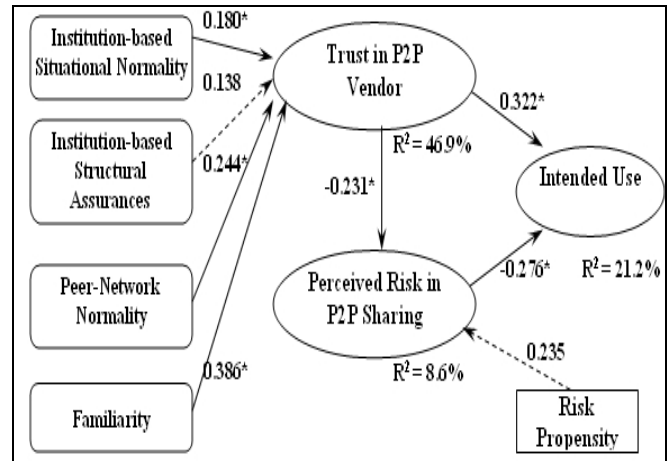 0.180*
Institution-based
Situational Normality
0.138
Trust in P2P
Vendor
R² = 46.9%
0.322*
Institution-based
Structural
Assurances
0.244*
-0.231*
Intended Use
R² = 21.2%
Peer-Network
Normality
Perceived Risk in
P2P Sharing
R² = 8.6%
-0.276*
0.386*
0.235
Familiarity
Risk
Propensity